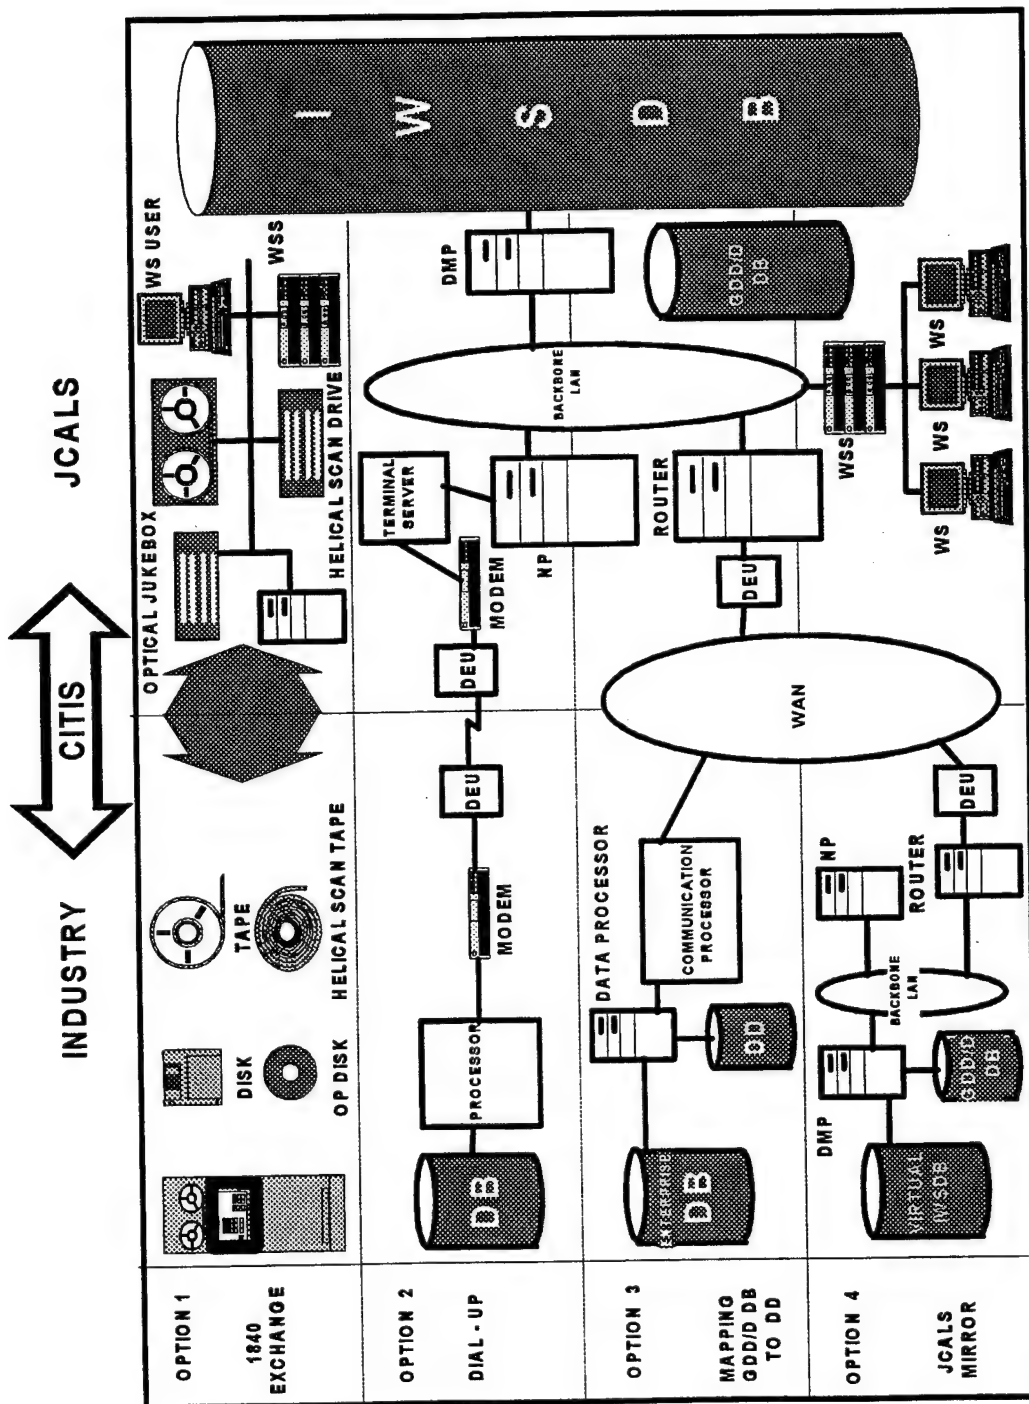 INDUSTRY
CITIS
JCALS
OPTION 1
1840
EXCHANGE
DISK
OP DISK
TAPE
HELICAL SCAN TAPE
OPTICAL JUKEBOX
HELICAL SCAN DRIVE
WS USER
WSS
OPTION 2
DIAL-UP
DB
PROCESSOR
MODEM
DEU
DEU
MODEM
TERMINAL
SERVER
NP
BACKBONE
LAN
DMP
I W S D B
OPTION 3
MAPPING
GDD/D DB
TO DD
ENTERPRISE
DB
DATA PROCESSOR
DD
COMMUNICATION
PROCESSOR
WAN
DEU
ROUTER
GDD/D
DB
OPTION 4
JCALS
MIRROR
VIRTUAL
IWSDB
DMP
GDD/D
DB
BACKBONE
LAN
NP
ROUTER
DEU
WSS
WS
WS
WS